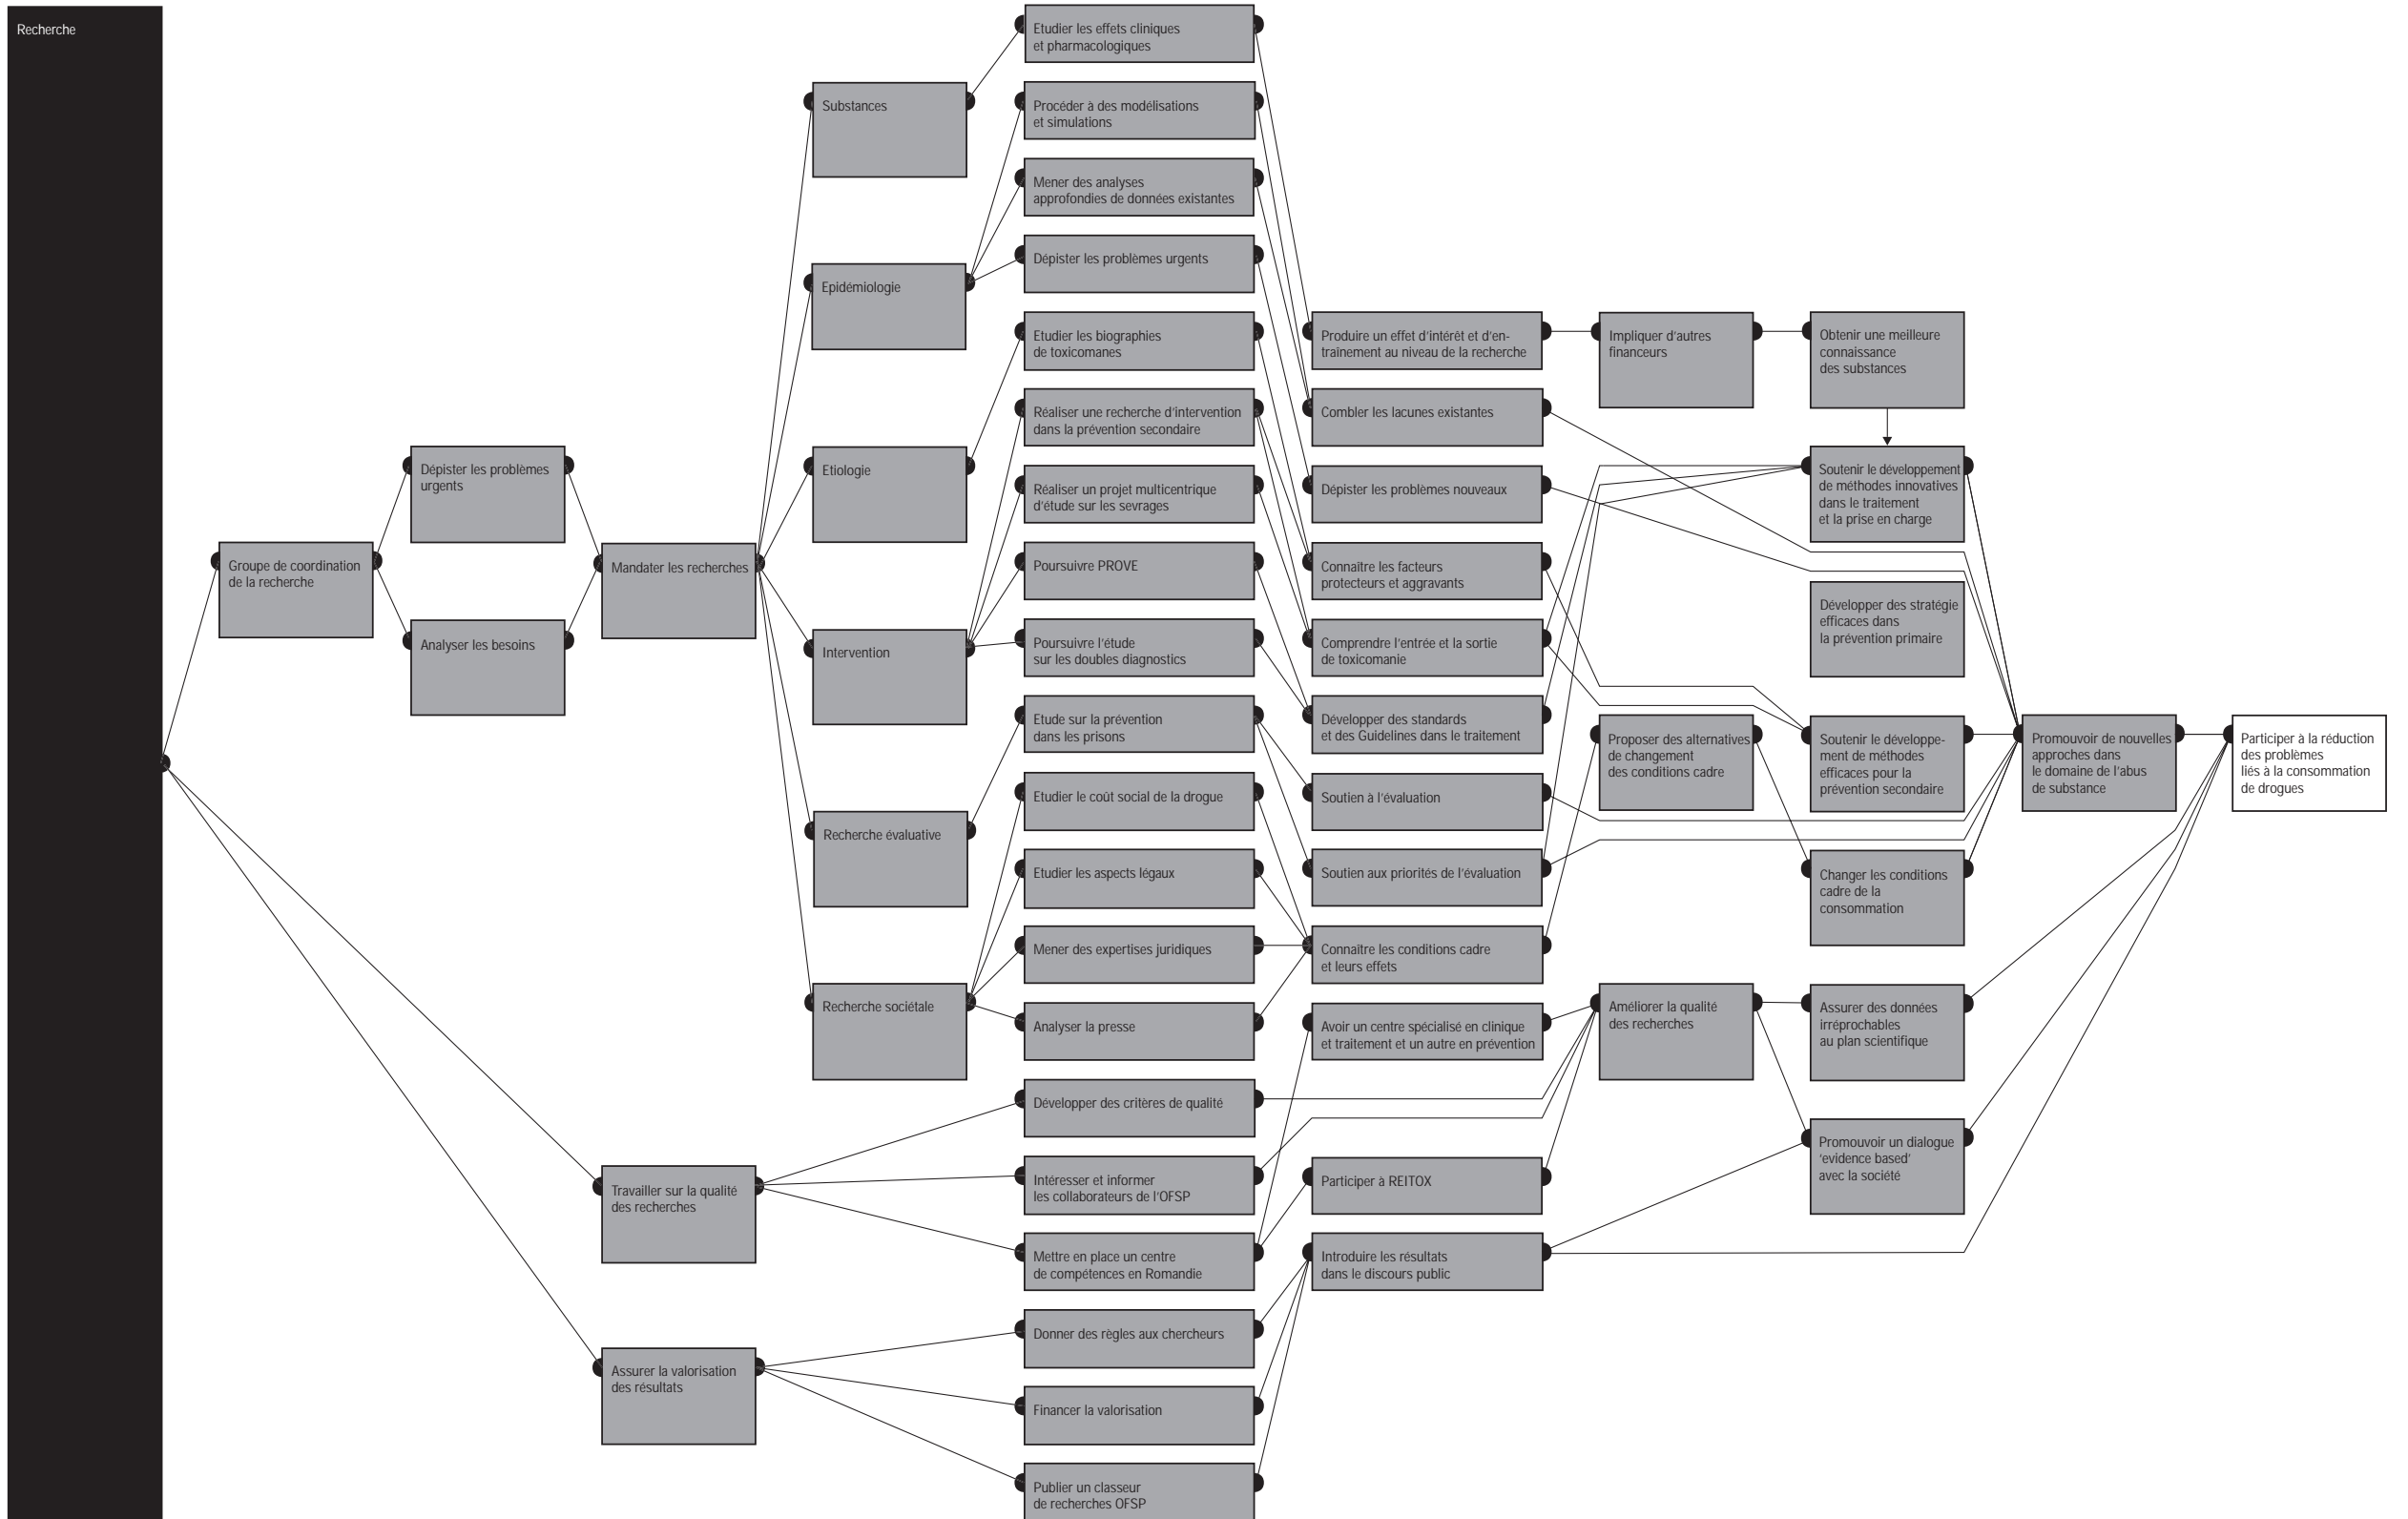 Recherche
Groupe de coordination
de la recherche
Dépister les problèmes
urgents
Analyser les besoins
Mandater les recherches
Travailler sur la qualité
des recherches
Assurer la valorisation
des résultats
Substances
Epidémiologie
Etiologie
Intervention
Recherche évaluative
Recherche sociétale
Etudier les effets cliniques
et pharmacologiques
Procéder à des modélisations
et simulations
Mener des analyses
approfondies de données existantes
Dépister les problèmes urgents
Etudier les biographies
de toxicomanes
Réaliser une recherche d'intervention
dans la prévention secondaire
Réaliser un projet multicentrique
d'étude sur les sevrages
Poursuivre PROVE
Poursuivre l'étude
sur les doubles diagnostics
Etude sur la prévention
dans les prisons
Etudier le coût social de la drogue
Etudier les aspects légaux
Mener des expertises juridiques
Analyser la presse
Développer des critères de qualité
Intéresser et informer
les collaborateurs de l'OFSP
Mettre en place un centre
de compétences en Romandie
Donner des règles aux chercheurs
Financer la valorisation
Publier un classeur
de recherches OFSP
Produire un effet d'intérêt et d'en-
traînement au niveau de la recherche
Combler les lacunes existantes
Dépister les problèmes nouveaux
Connaître les facteurs
protecteurs et aggravants
Comprendre l'entrée et la sortie
de toxicomanie
Développer des standards
et des Guidelines dans le traitement
Soutien à l'évaluation
Soutien aux priorités de l'évaluation
Connaître les conditions cadre
et leurs effets
Avoir un centre spécialisé en clinique
et traitement et un autre en prévention
Participer à REITOX
Introduire les résultats
dans le discours public
Impliquer d'autres
financeurs
Proposer des alternatives
de changement
des conditions cadre
Améliorer la qualité
des recherches
Obtenir une meilleure
connaissance
des substances
Soutenir le développement
de méthodes innovatives
dans le traitement
et la prise en charge
Développer des stratégie
efficaces dans
la prévention primaire
Soutenir le développe-
ment de méthodes
efficaces pour la
prévention secondaire
Changer les conditions
cadre de la
consommation
Assurer des données
irréprochables
au plan scientifique
Promouvoir un dialogue
'evidence based'
avec la société
Promouvoir de nouvelles
approches dans
le domaine de l'abus
de substance
Participer à la réduction
des problèmes
liés à la consommation
de drogues